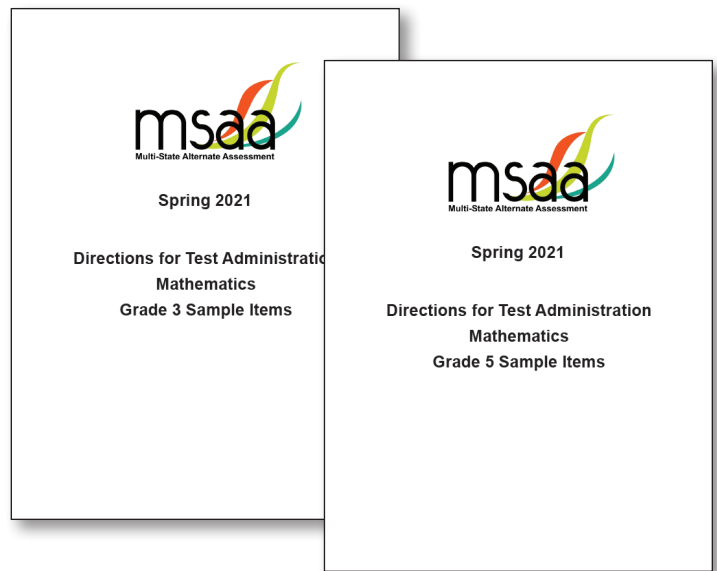 msaa
Multi-State Alternate Assessment
Spring 2021
Directions for Test Administratio
Mathematics
Grade 3 Sample Items
msaa
Multi-State Alternate Assessment
Spring 2021
Directions for Test Administration
Mathematics
Grade 5 Sample Items